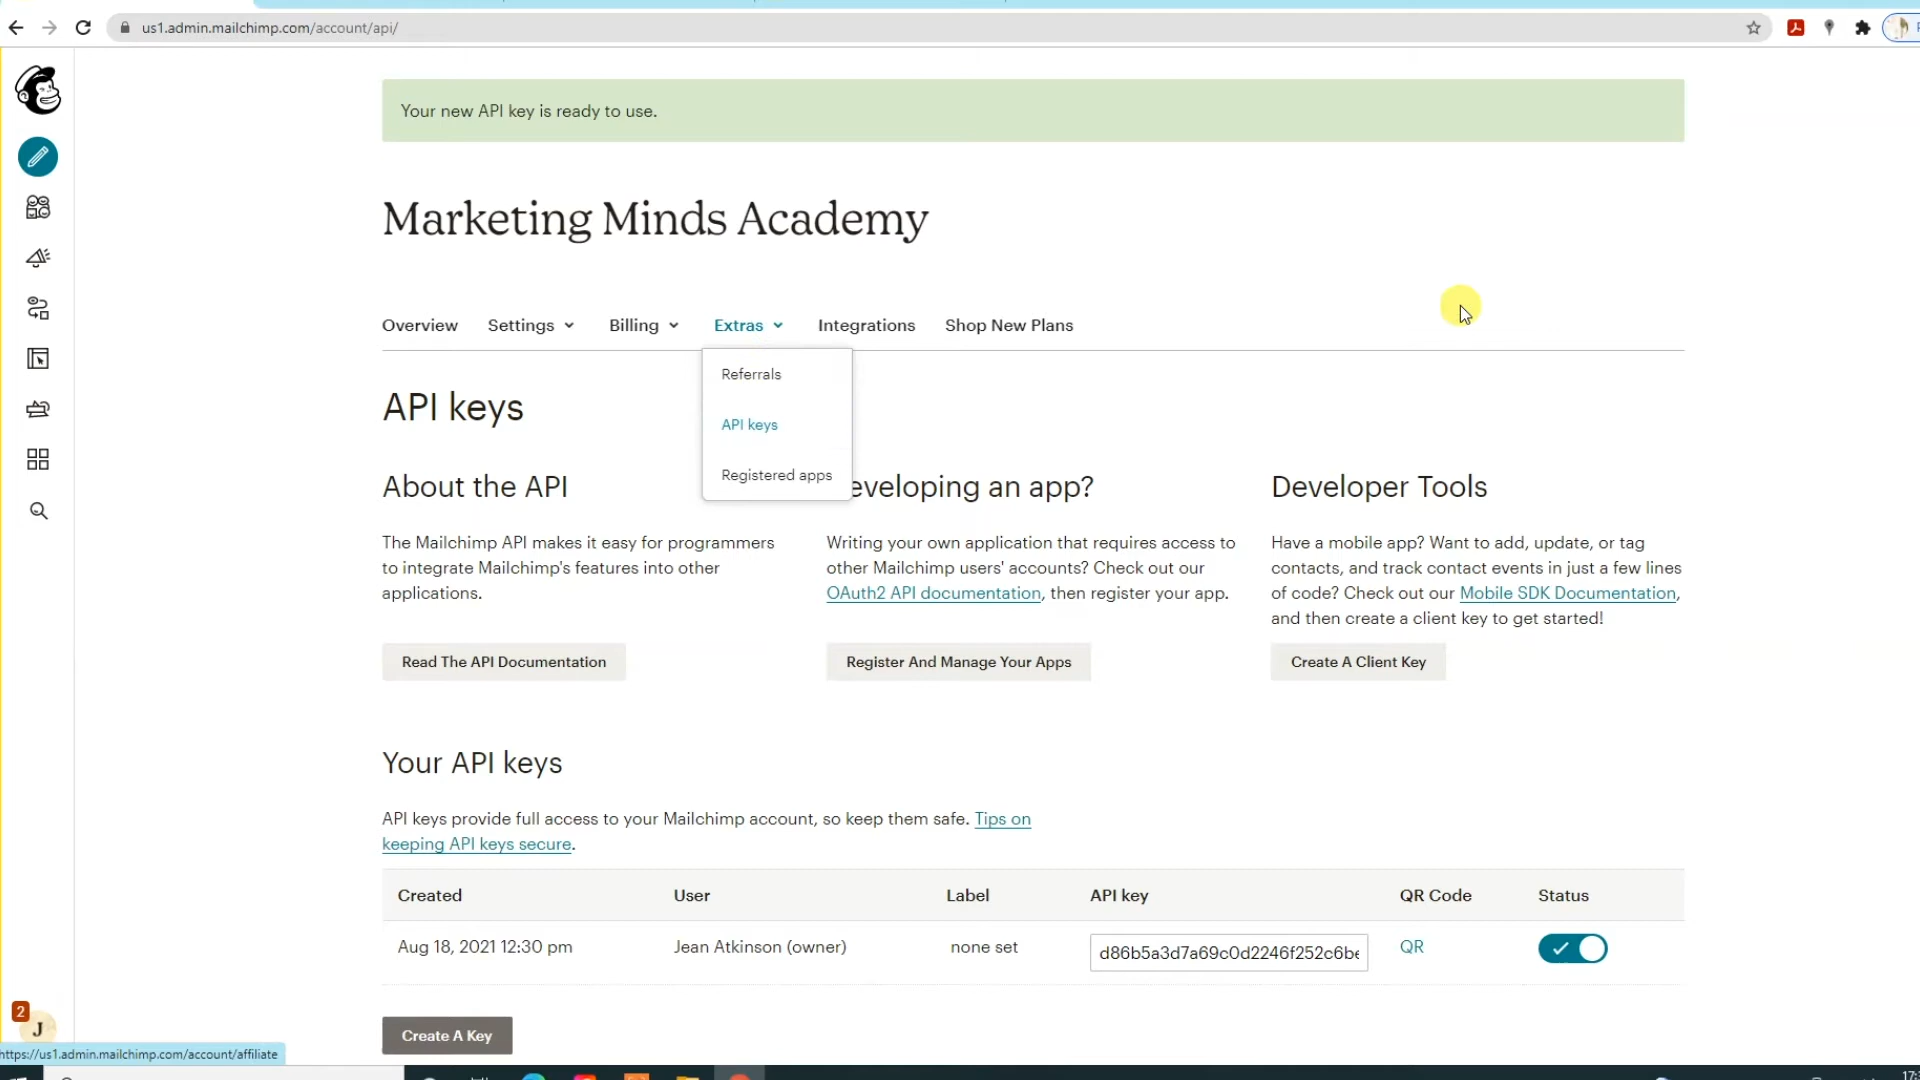 us1.admin.mailchimp.com/account/api/
Your new API key is ready to use.
Marketing Minds Academy
Overview Settings Billing Extras Integrations Shop New Plans
Referrals
API keys
Registered apps
API keys
About the API
The Mailchimp API makes it easy for programmers
to integrate Mailchimp's features into other
applications.
Read The API Documentation
eveloping an app?
Writing your own application that requires access to
other Mailchimp users' accounts? Check out our
OAuth2 API documentation, then register your app.
Register And Manage Your Apps
Developer Tools
Have a mobile app? Want to add, update, or tag
contacts, and track contact events in just a few lines
of code? Check out our Mobile SDK Documentation,
and then create a client key to get started!
Create A Client Key
Your API keys
API keys provide full access to your Mailchimp account, so keep them safe. Tips on
keeping API keys secure.
Created User Label API key QR Code Status
Aug 18, 2021 12:30 pm Jean Atkinson (owner) none set d86b5a3d7a69c0d2246f252c6be QR
Create A Key
2
J
https://us1.admin.mailchimp.com/account/affiliate